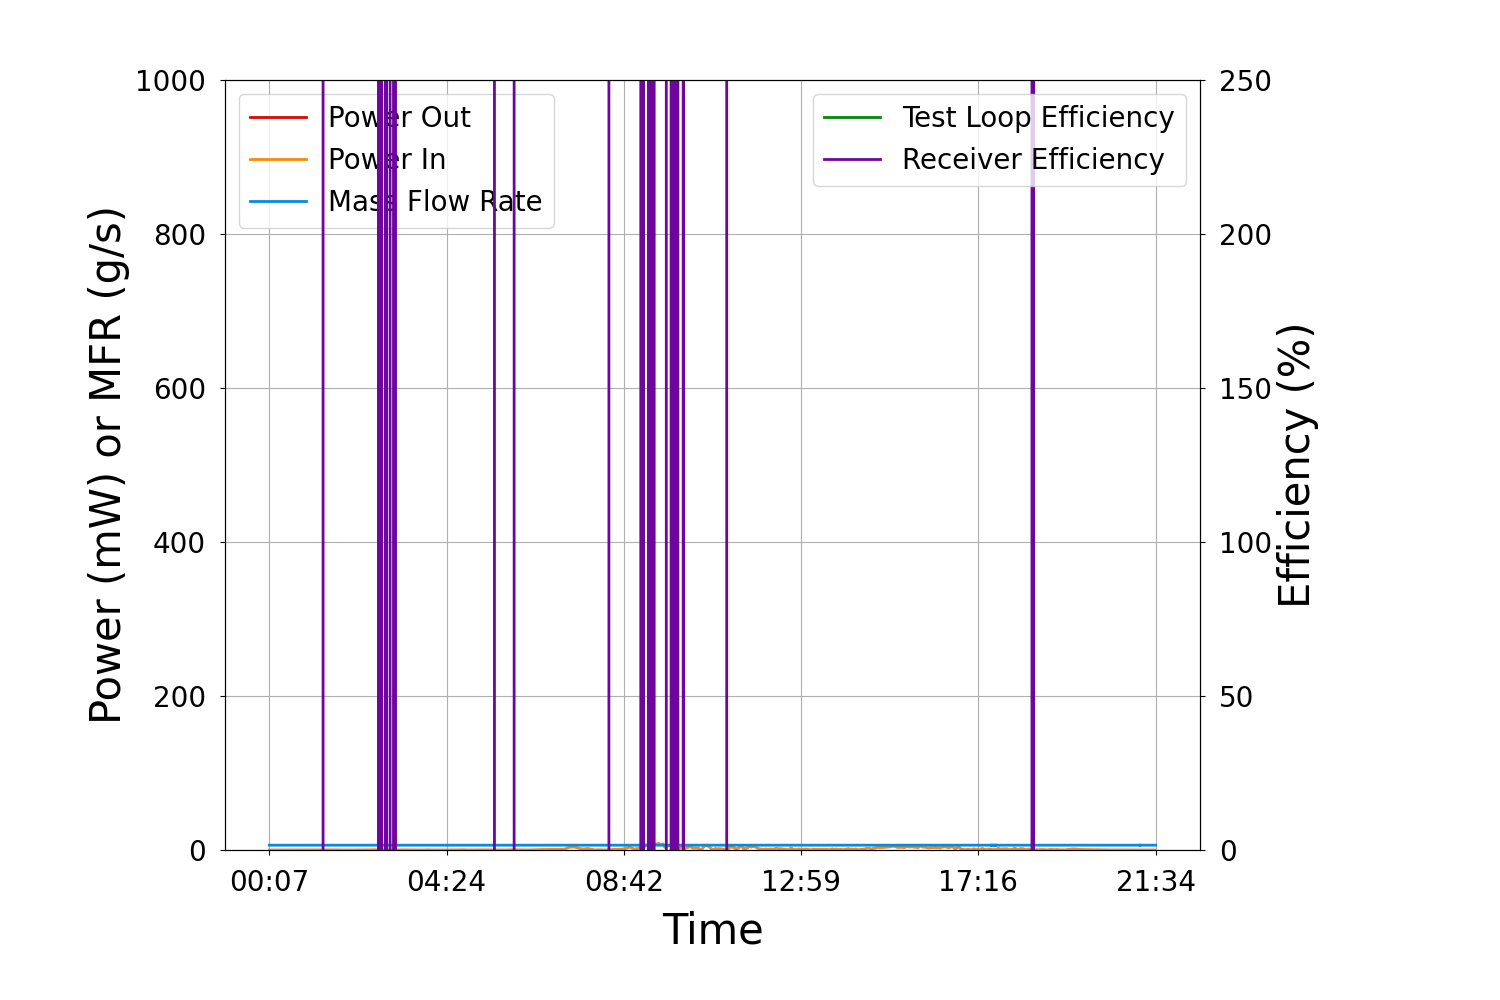 1000
800
600
400
200
0
Power (mW) or MFR (g/s)
Power Out
Power In
Mass Flow Rate
Test Loop Efficiency
Receiver Efficiency
250
200
150
100
50
0
Efficiency (%)
00:07 04:24 08:42 12:59 17:16 21:34
Time